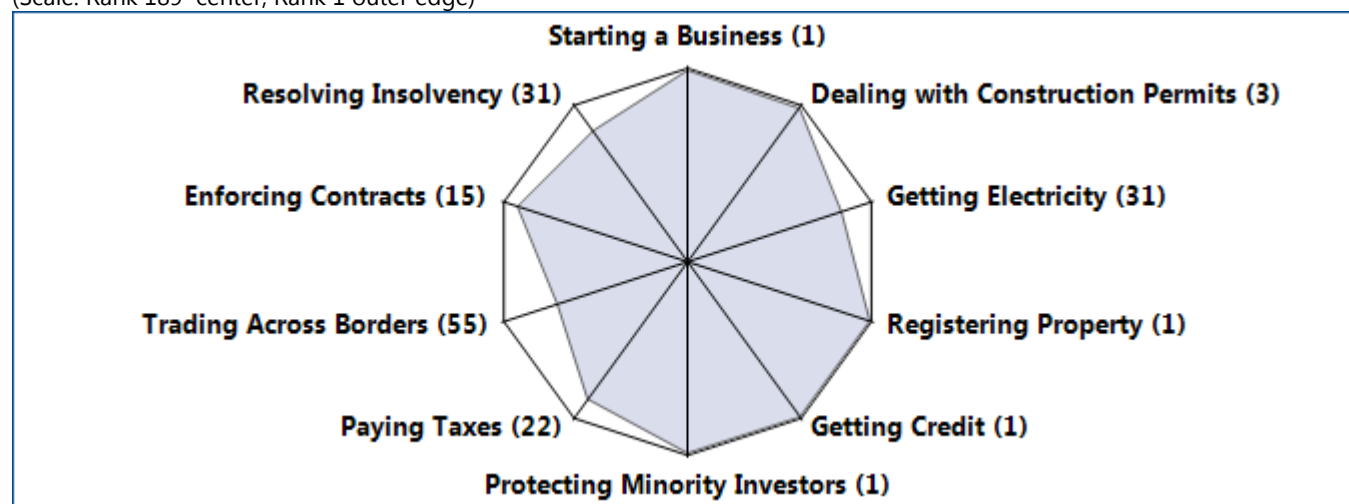 (Scale: Rank 189 center, Rank 1 outer edge)
Starting a Business (1)
Resolving Insolvency (31)
Dealing with Construction Permits (3)
Enforcing Contracts (15)
Getting Electricity (31)
Trading Across Borders (55)
Registering Property (1)
Paying Taxes (22)
Getting Credit (1)
Protecting Minority Investors (1)